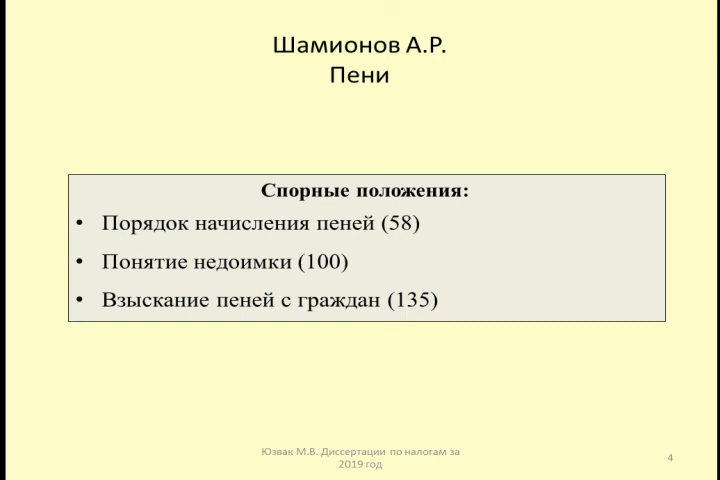 Шамионов А.Р.
Пени
Спорные положения:
• Порядок начисления пеней (58)
• Понятие недоимки (100)
• Взыскание пеней с граждан (135)
Юзвак М.В. Диссертации по налогам за
2019 год
4